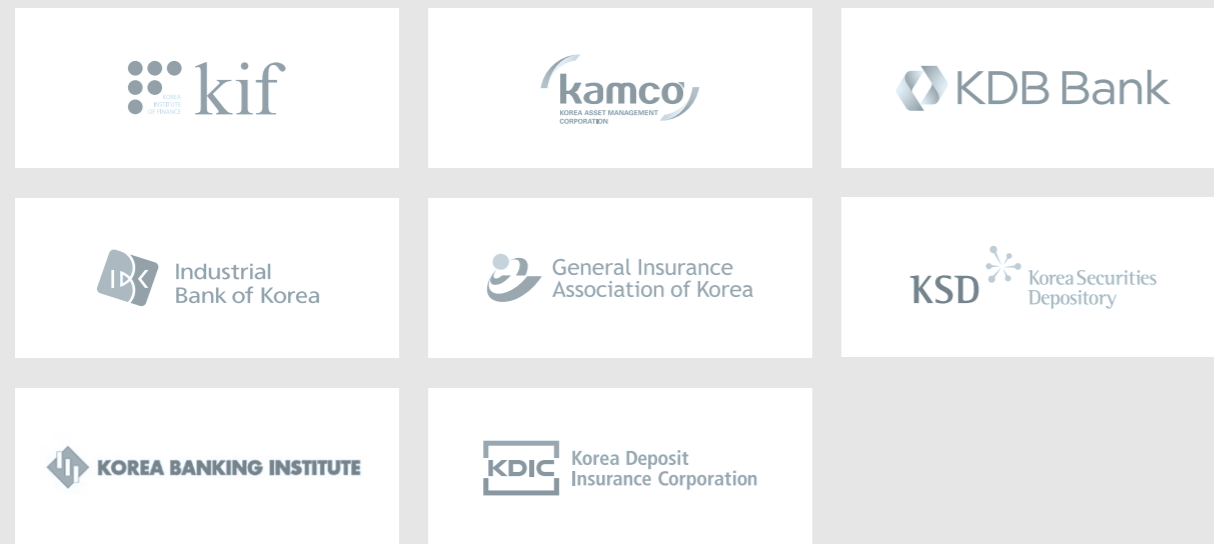 KOREA
INSTITUTE
OF FINANCE
kif
kamco
KOREA ASSET MANAGEMENT
CORPORATION
KDB Bank
IBK
Industrial
Bank of Korea
General Insurance
Association of Korea
KSD
Korea Securities
Depository
KOREA BANKING INSTITUTE
KDIC
Korea Deposit
Insurance Corporation